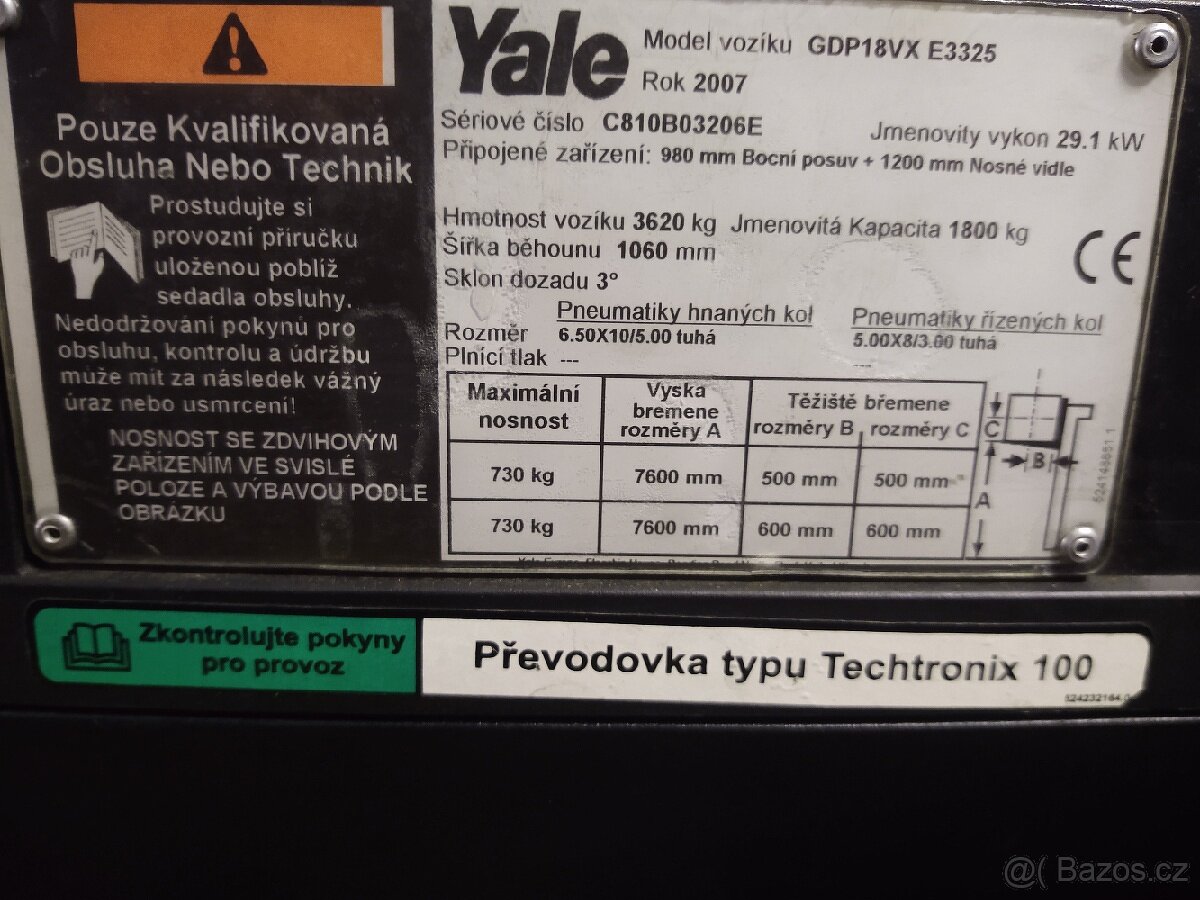 Pouze Kvalifikovaná
Obsluha Nebo Technik
Prostudujte si
provozní příručku
uloženou poblíž
sedadla obsluhy.
Nedodržování pokynů pro
obsluhu, kontrolu a údržbu
může mít za následek vážný
úraz nebo usmrcení!
NOSNOST SE ZDVIHOVÝM
ZAŘÍZENÍM VE SVISLÉ
POLOZE A VÝBAVOU PODLE
OBRÁZKU
Yale
Model vozíku GDP18VX E3325
Rok 2007
Sériové číslo C810B03206E Jmenovitý vykon 29.1 kW
Připojené zařízení: 980 mm Bocní posuv + 1200 mm Nosné vidle
Hmotnost vozíku 3620 kg Jmenovitá Kapacita 1800 kg
Šířka běhounu 1060 mm
CE
Sklon dozadu 3°
Pneumatiky hnaných kol Pneumatiky řízených kol
Rozměr 6.50X10/5.00 tuhá 5.00X8/3.00 tuhá
Plnící tlak --- ---
Maximální nosnost Vyska bremene rozměry A Těžiště břemene rozměry B rozměry C
730 kg 7600 mm 500 mm 500 mm
730 kg 7600 mm 600 mm 600 mm
C
B
A
Zkontrolujte pokyny
pro provoz
Převodovka typu Techtronix 100
@( Bazos.cz